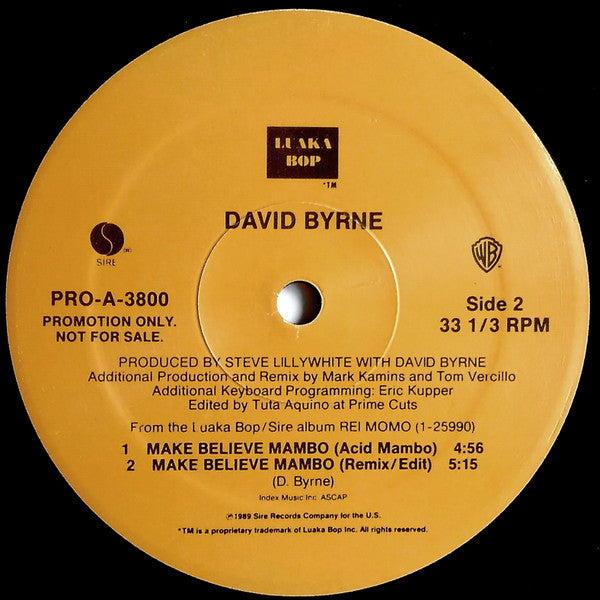 LUAKA
BOP
*TM
DAVID BYRNE
S
SIRE
WB
PRO-A-3800
PROMOTION ONLY.
NOT FOR SALE.
Side 2
33 1/3 RPM
PRODUCED BY STEVE LILLYWHITE WITH DAVID BYRNE
Additional Production and Remix by Mark Kamins and Tom Vercillo
Additional Keyboard Programming: Eric Kupper
Edited by Tuta Aquino at Prime Cuts
From the Luaka Bop/Sire album REI MOMO (1-25990)
1 MAKE BELIEVE MAMBO (Acid Mambo) 4:56
2 MAKE BELIEVE MAMBO (Remix/Edit) 5:15
(D. Byrne)
Index Music Inc. ASCAP
℗1989 Sire Records Company for the U.S.
*TM is a proprietary trademark of Luaka Bop Inc. All rights reserved.